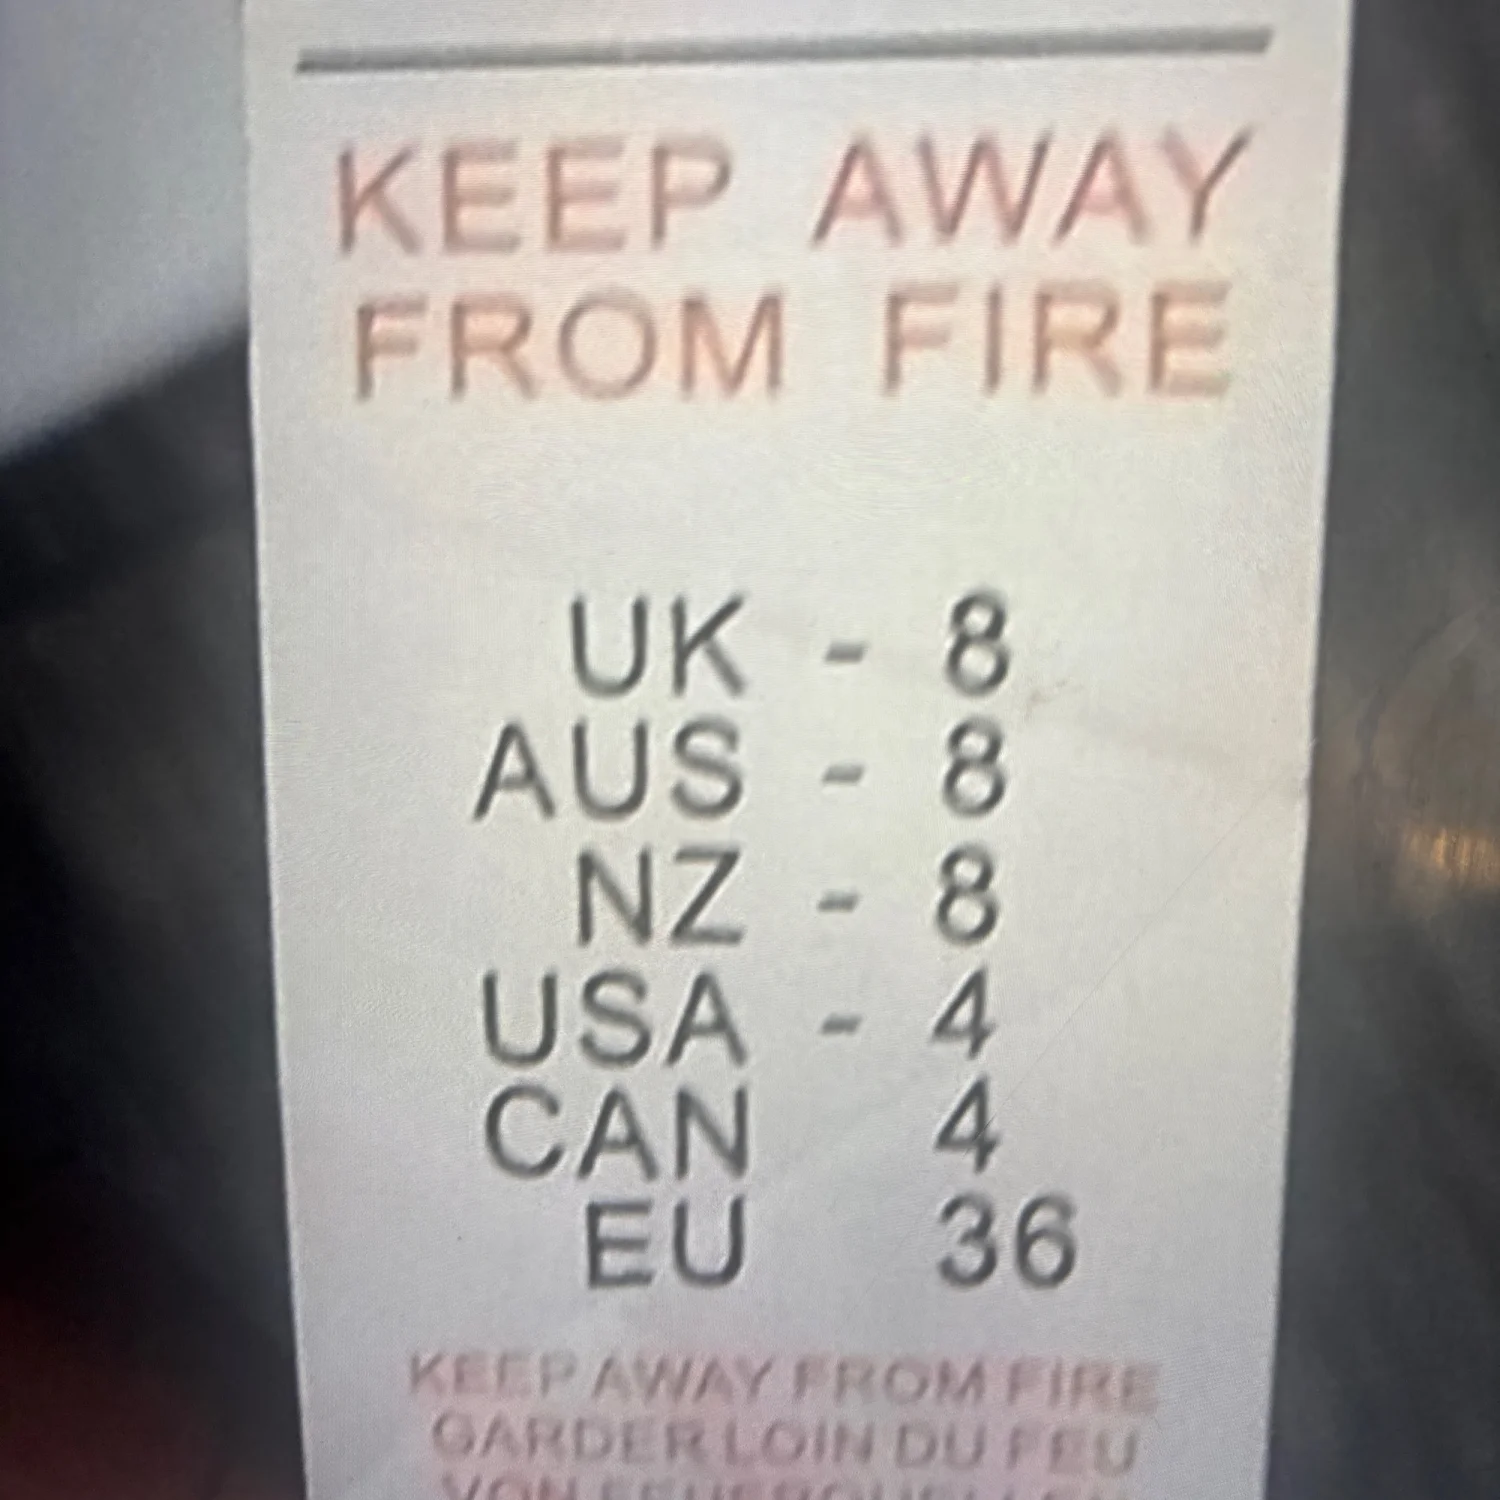 KEEP AWAY
FROM FIRE
UK - 8
AUS - 8
NZ - 8
USA - 4
CAN 4
EU 36
KEEP AWAY FROM FIRE
GARDER LOIN DU FEU
VON